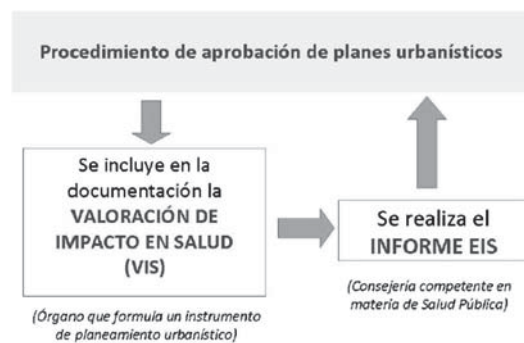 Procedimiento de aprobación de planes urbanísticos
Se incluye en la
documentación la
VALORACIÓN DE
IMPACTO EN SALUD
(VIS)
(Órgano que formula un instrumento
de planeamiento urbanístico)
Se realiza el
INFORME EIS
(Consejería competente en
materia de Salud Pública)